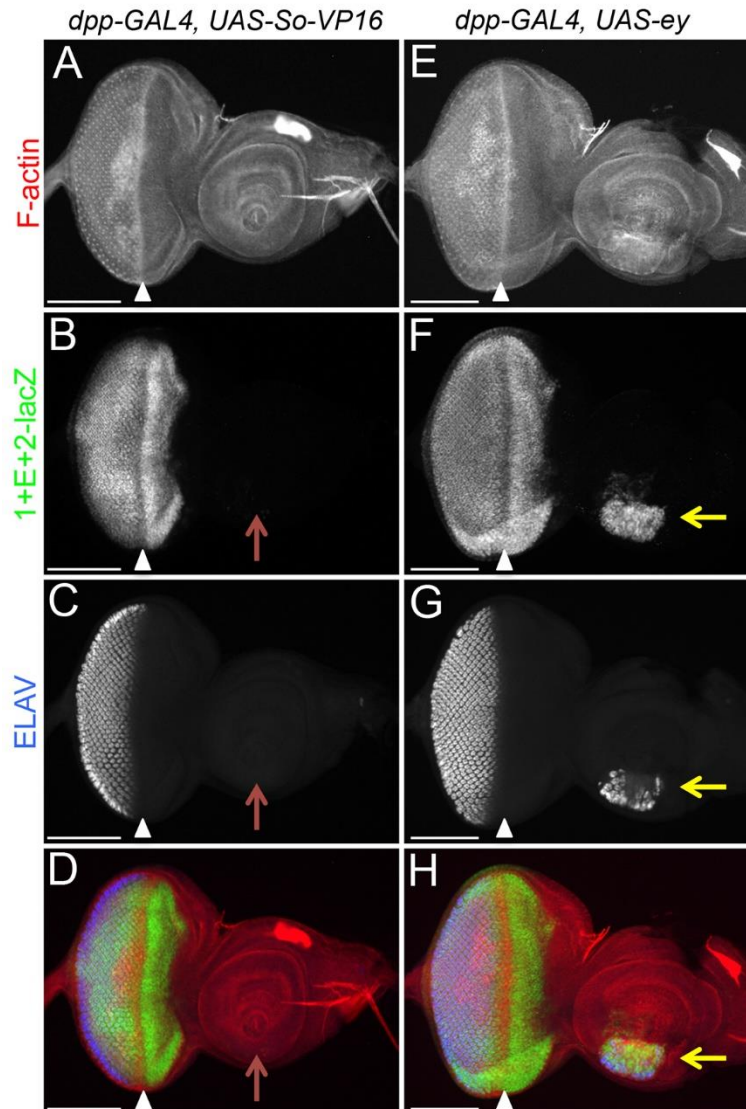 dpp-GAL4, UAS-So-VP16
dpp-GAL4, UAS-ey
F-actin
A
E
1+E+2-lacZ
B
F
ELAV
C
G
D
H